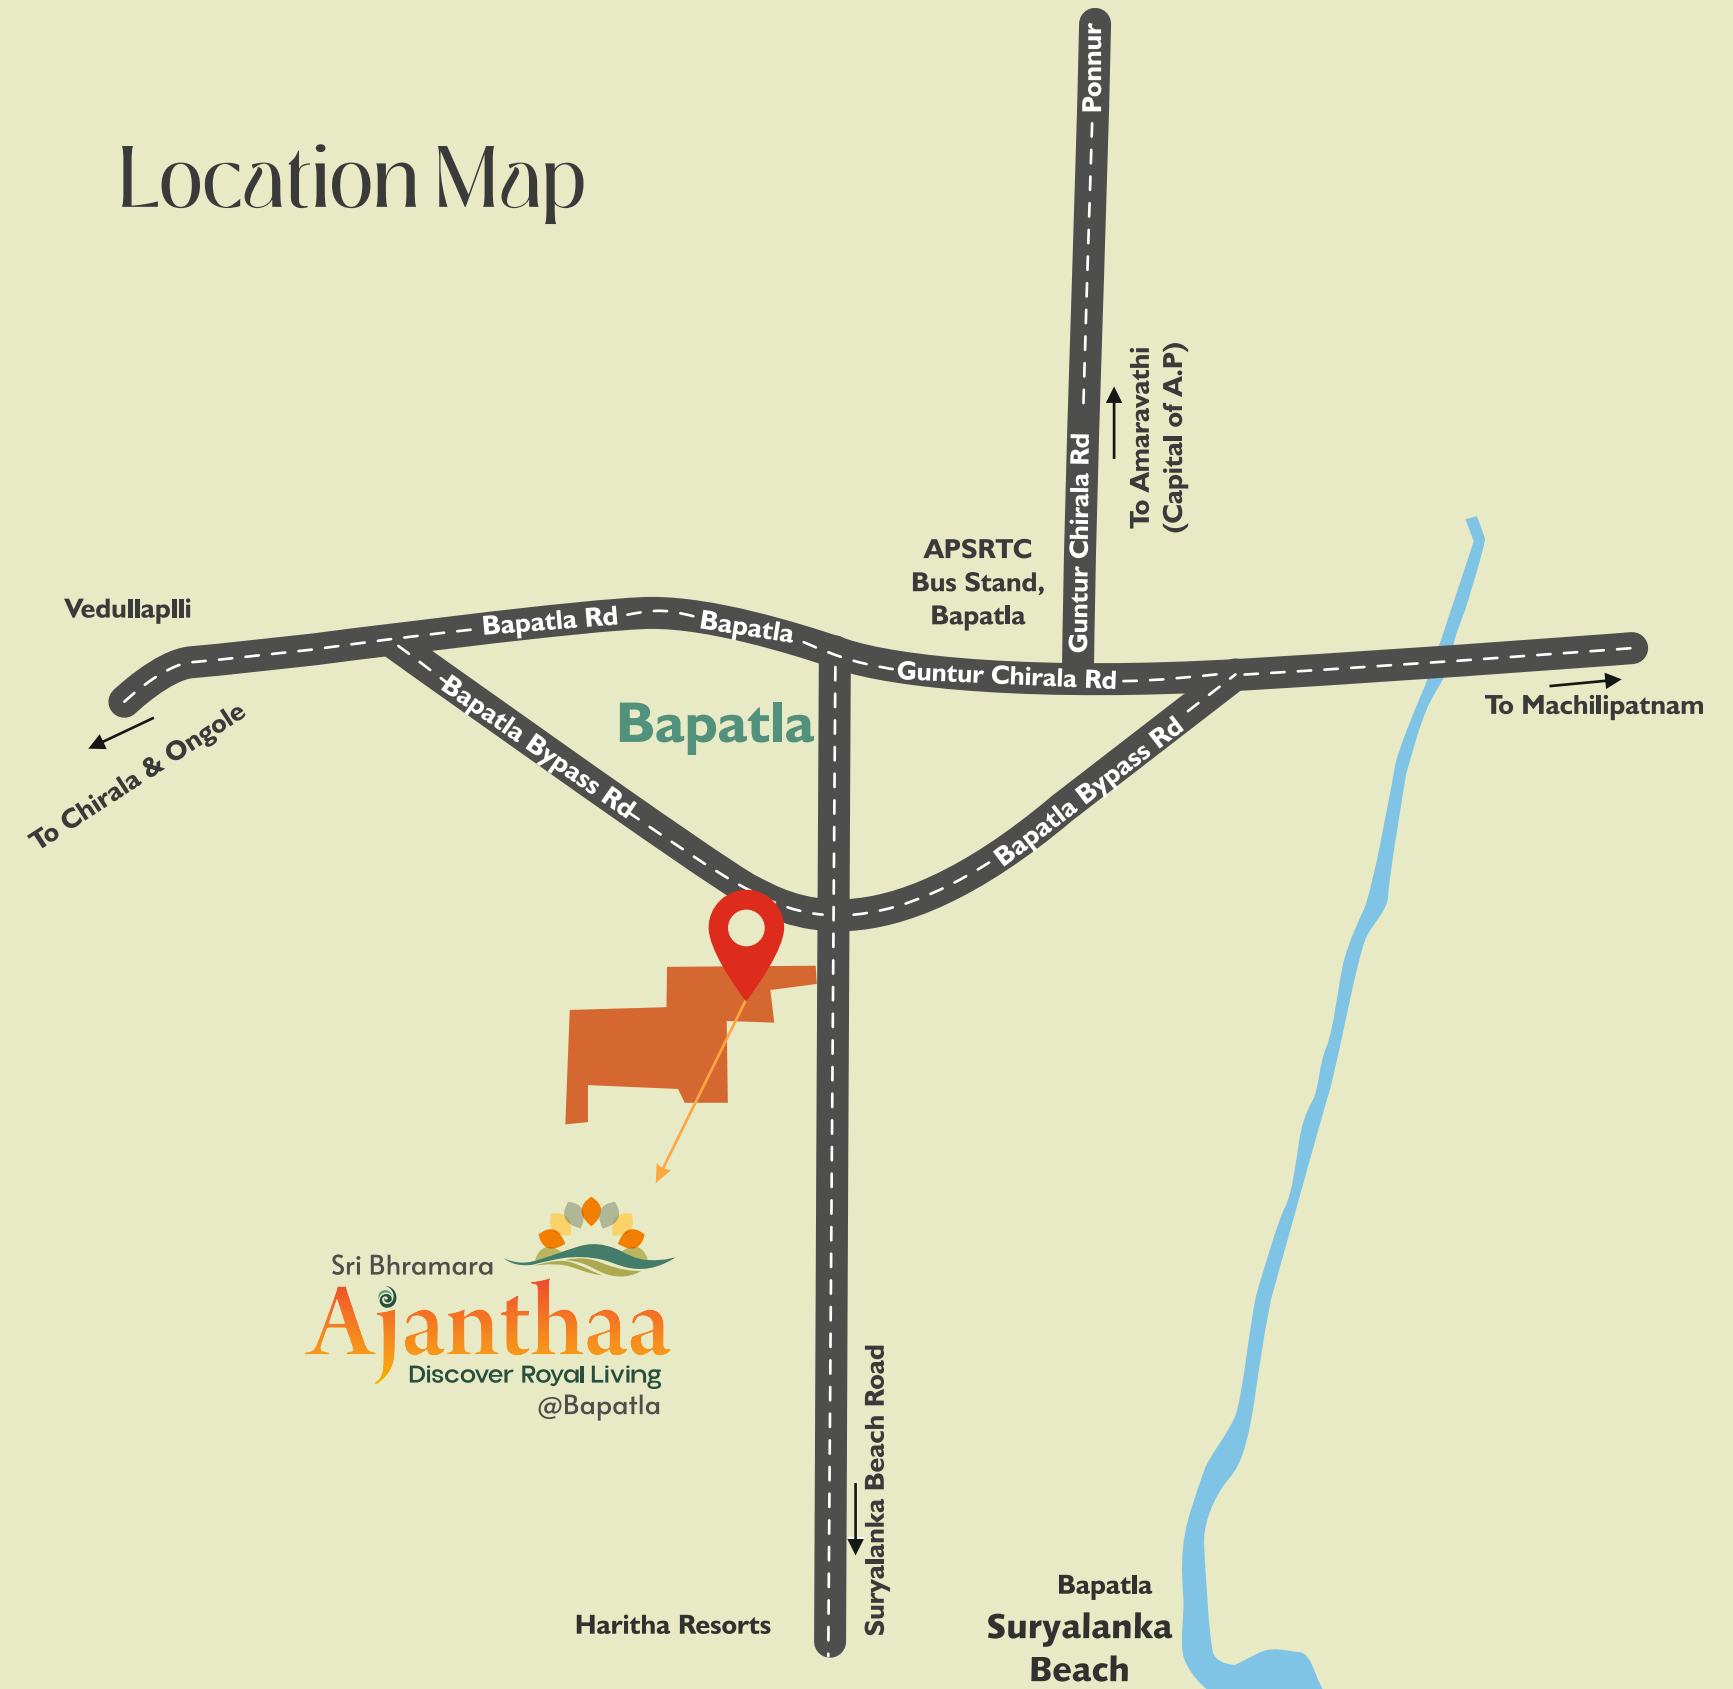 Location Map
Ponnur
Guntur Chirala Rd
To Amaravathi
(Capital of A.P)
APSRTC
Bus Stand,
Bapatla
Vedullaplli
Bapatla Rd
Bapatla
Guntur Chirala Rd
To Machilipatnam
To Chirala & Ongole
Bapatla Bypass Rd
Bapatla
Bapatla Bypass Rd
Sri Bhramara
Ajanthaa
Discover Royal Living
@Bapatla
Suryalanka Beach Road
Haritha Resorts
Bapatla
Suryalanka
Beach